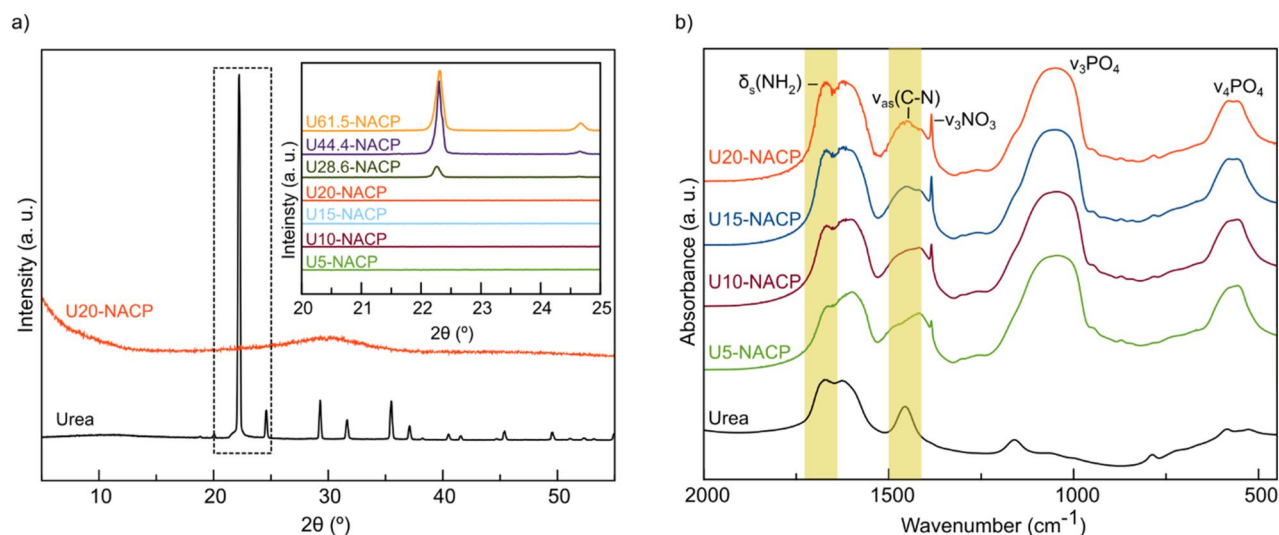 a)
Intensity (a. u.)
U20-NACP
Urea
10 20 30 40 50
2θ (º)
Inteinsty (a. u.)
U61.5-NACP
U44.4-NACP
U28.6-NACP
U20-NACP
U15-NACP
U10-NACP
U5-NACP
20 21 22 23 24 25
2θ (º)
b)
Absorbance (a. u.)
δs(NH2)
νas(C-N)
ν3NO3
ν3PO4
ν4PO4
U20-NACP
U15-NACP
U10-NACP
U5-NACP
Urea
2000 1500 1000 500
Wavenumber (cm-1)